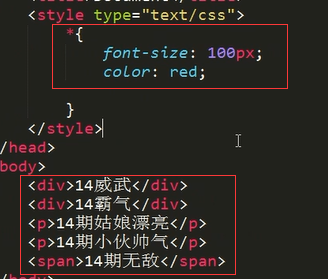 <style type="text/css">
*{
font-size: 100px;
color: red;
}
</style>
/head>
body>
<div>14威武</div>
<div>14霸气</div>
<p>14期姑娘漂亮</p>
<p>14期小伙帅气</p>
<span>14期无敌</span>